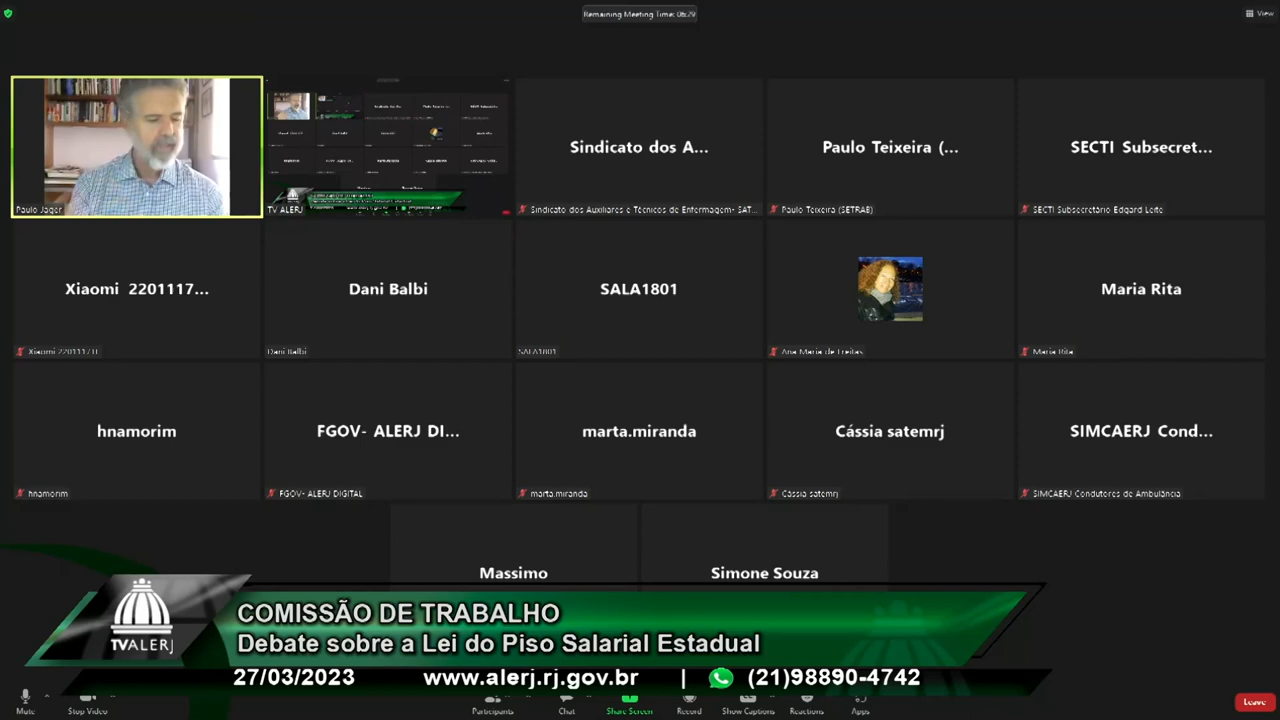 Remaining Meeting Time: 06:29
View
Paulo Jager
TV ALERJ
Sindicato dos A...
Sindicato dos Auxiliares e Técnicos de Enfermagem- SAT...
Paulo Teixeira (...
Paulo Teixeira (SETRAB)
SECTI Subsecret...
SECTI Subsecretário Edgard Leite
Xiaomi 2201117...
Xiaomi 2201117TL
Dani Balbi
Dani Balbi
SALA1801
SALA1801
Ana Maria de Freitas
Maria Rita
Maria Rita
hnamorim
hnamorim
FGOV- ALERJ DI...
FGOV- ALERJ DIGITAL
marta.miranda
marta.miranda
Cássia satemrj
Cássia satemrj
SIMCAERJ Cond...
SIMCAERJ Condutores de Ambulância
Massimo
Simone Souza
TVALERJ
COMISSÃO DE TRABALHO
Debate sobre a Lei do Piso Salarial Estadual
27/03/2023 www.alerj.rj.gov.br | (21)98890-4742
Mute
Stop Video
Participants
Chat
Share Screen
Record
Show Captions
Reactions
Apps
Leave